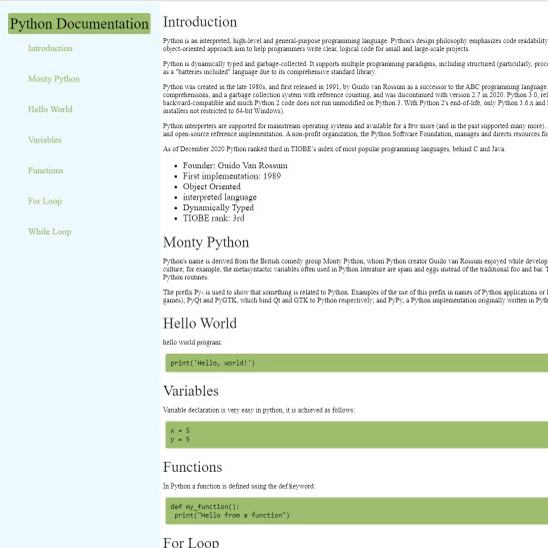 Python Documentation
Introduction
Monty Python
Hello World
Variables
Functions
For Loop
While Loop
Introduction
Python is an interpreted, high-level and general-purpose programming language. Python's design philosophy emphasizes code readability
object-oriented approach aim to help programmers write clear, logical code for small and large-scale projects.
Python is dynamically typed and garbage-collected. It supports multiple programming paradigms, including structured (particularly, proc
as a "batteries included" language due to its comprehensive standard library.
Python was created in the late 1980s, and first released in 1991, by Guido van Rossum as a successor to the ABC programming language.
comprehensions, and a garbage collection system with reference counting, and was discontinued with version 2.7 in 2020. Python 3.0, rel
backward-compatible and much Python 2 code does not run unmodified on Python 3. With Python 2's end-of-life, only Python 3.6.x and
installers not restricted to 64-bit Windows).
Python interpreters are supported for mainstream operating systems and available for a few more (and in the past supported many more).
and open-source reference implementation. A non-profit organization, the Python Software Foundation, manages and directs resources fo
As of December 2020 Python ranked third in TIOBE's index of most popular programming languages, behind C and Java.
• Founder: Guido Van Rossum
• First implementation: 1989
• Object Oriented
• interpreted language
• Dynamically Typed
• TIOBE rank: 3rd
Monty Python
Python's name is derived from the British comedy group Monty Python, whom Python creator Guido van Rossum enjoyed while develop
culture; for example, the metasyntactic variables often used in Python literature are spam and eggs instead of the traditional foo and bar.
Python routines.
The prefix Py- is used to show that something is related to Python. Examples of the use of this prefix in names of Python applications or
games); PyQt and PyGTK, which bind Qt and GTK to Python respectively; and PyPy, a Python implementation originally written in Pyth
Hello World
hello world program:
print('Hello, world!')
Variables
Variable declaration is very easy in python, it is achieved as follows:
x = 5
y = 9
Functions
In Python a function is defined using the def keyword:
def my_function():
print("Hello from a function")
For Loop